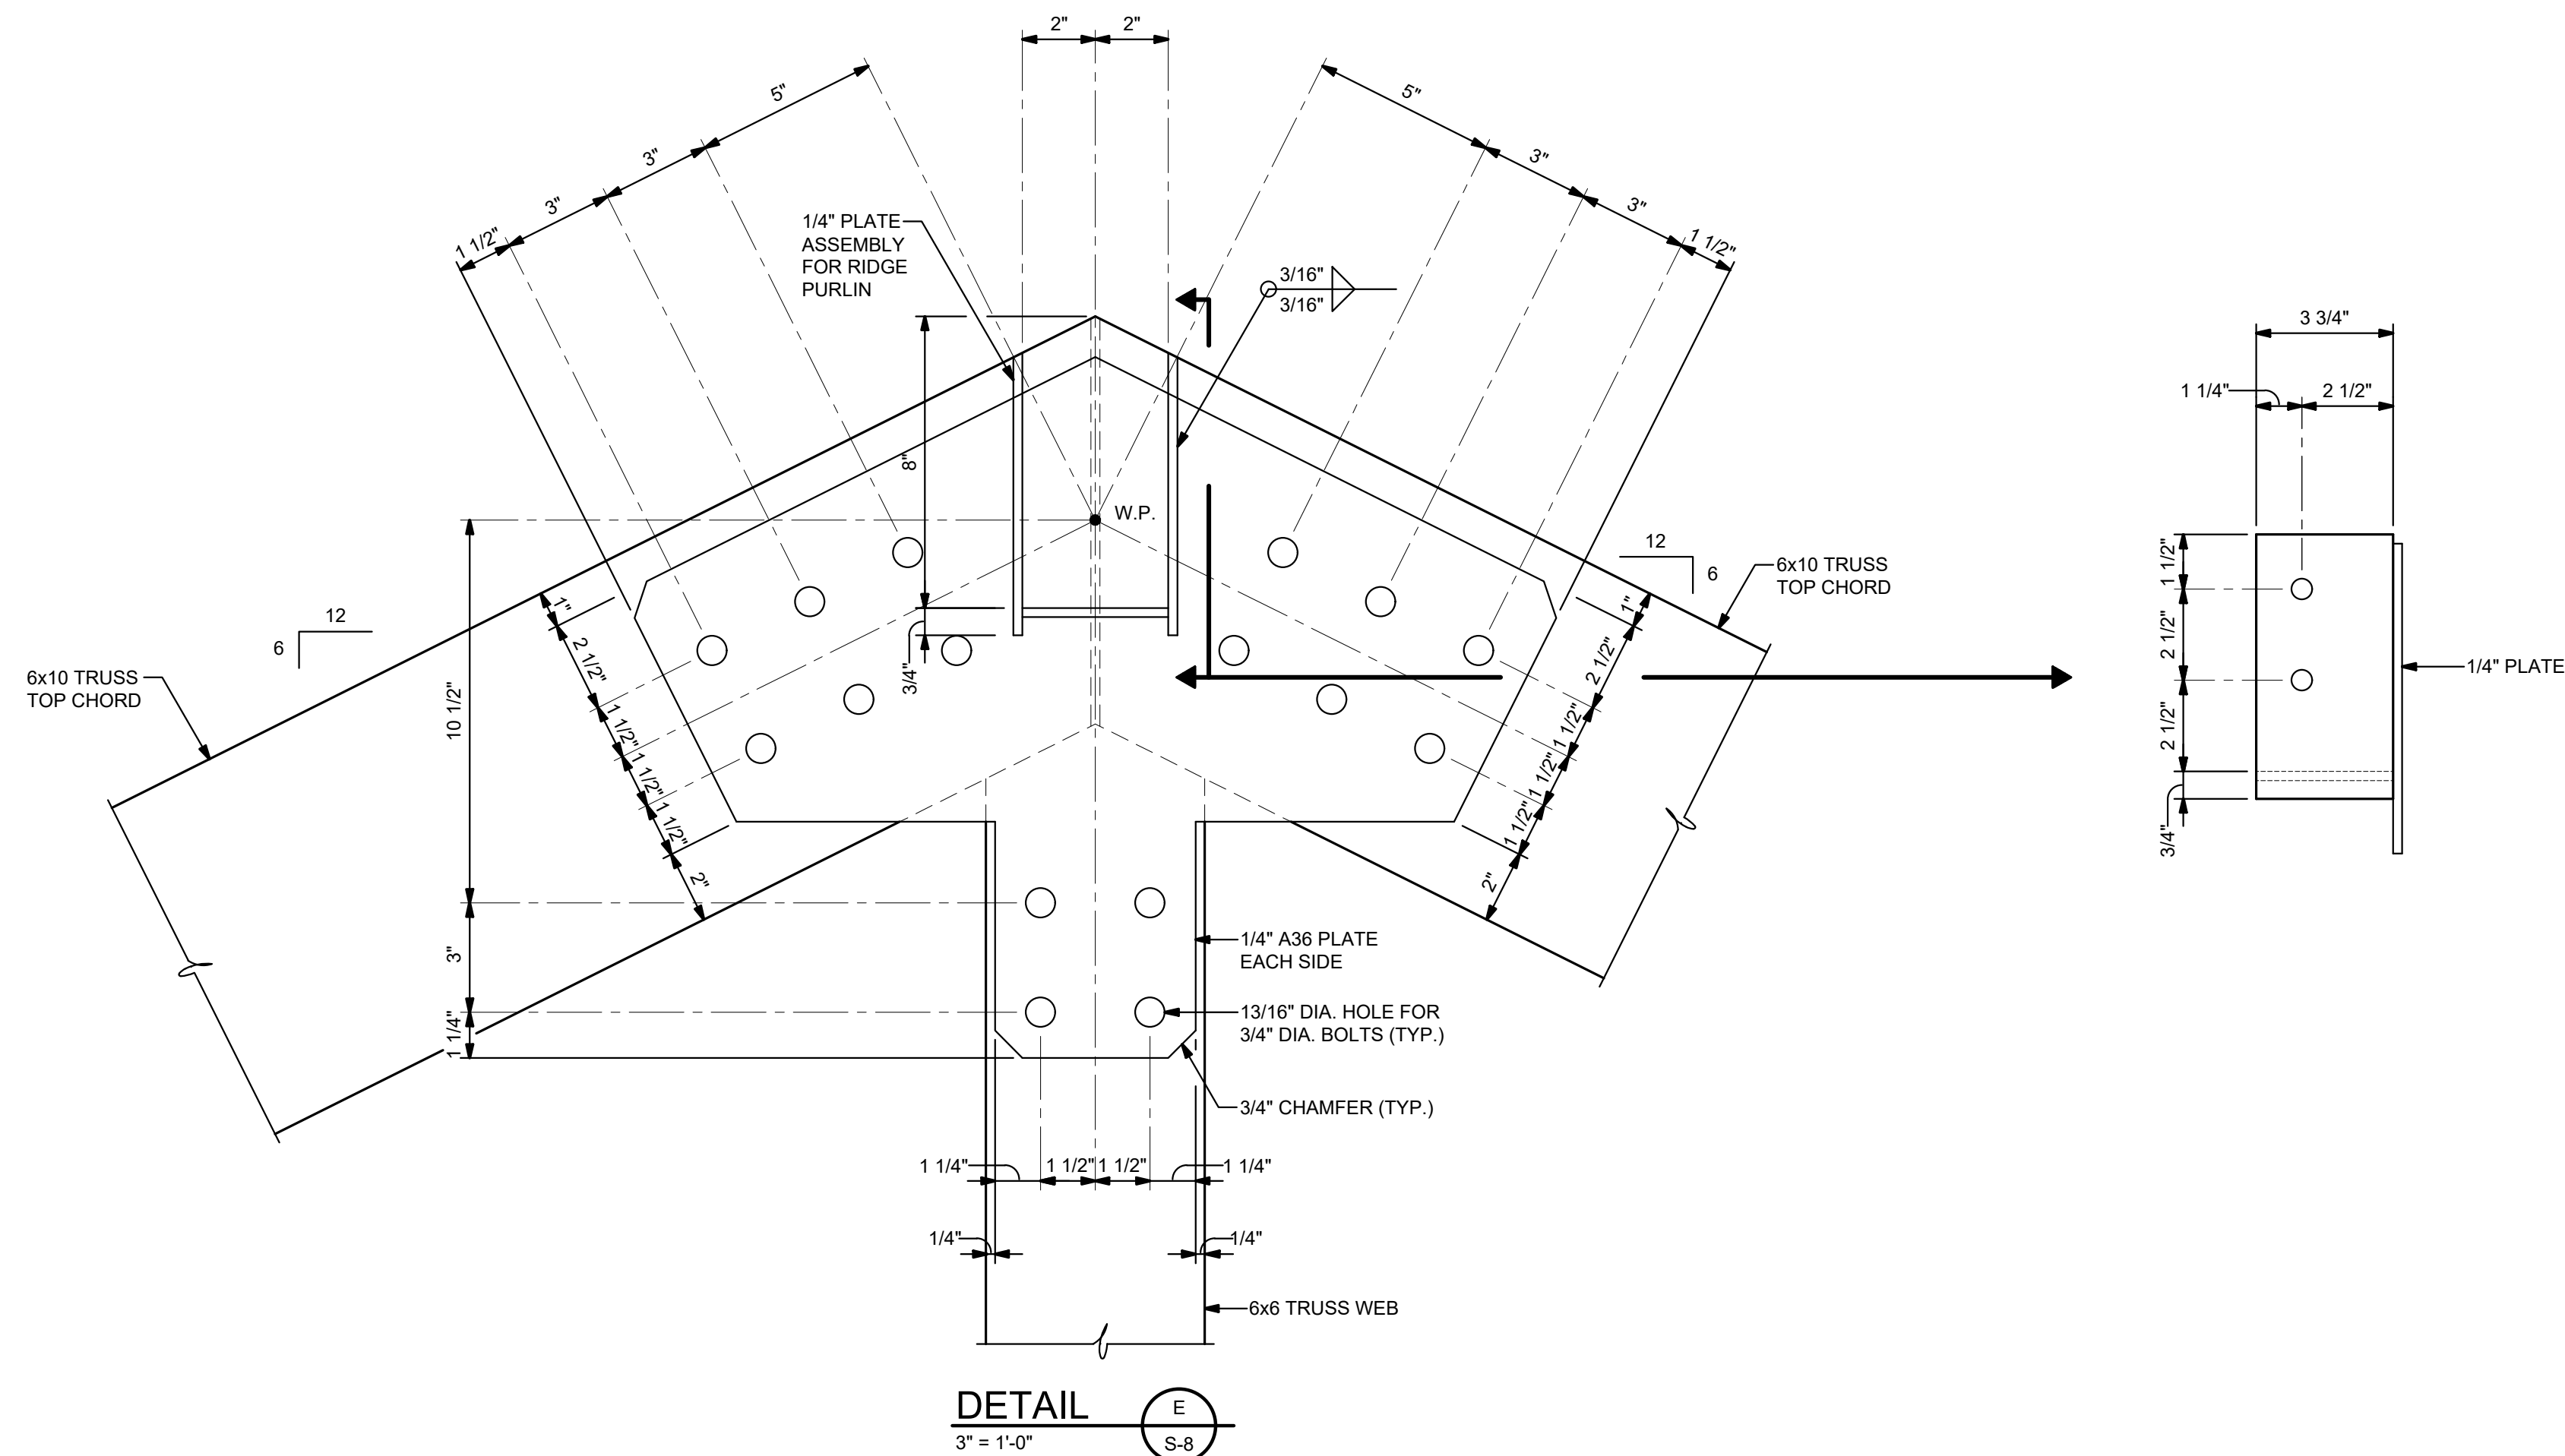 2" 2"
5" 5"
3" 3"
3" 3"
1 1/2" 1 1/2"
1/4" PLATE
ASSEMBLY
FOR RIDGE
PURLIN
3/16"
3/16"
3 3/4"
1 1/4" 2 1/2"
8"
W.P.
12
6
6x10 TRUSS
TOP CHORD
12
6
6x10 TRUSS
TOP CHORD
1"
2 1/2"
1 1/2"
1 1/2"
1 1/2"
2"
3/4"
1"
2 1/2"
1 1/2"
1 1/2"
1 1/2"
2"
1 1/2"
2 1/2"
2 1/2"
3/4"
1/4" PLATE
10 1/2"
3"
1 1/4"
1/4" A36 PLATE
EACH SIDE
13/16" DIA. HOLE FOR
3/4" DIA. BOLTS (TYP.)
3/4" CHAMFER (TYP.)
1 1/4" 1 1/2" 1 1/2" 1 1/4"
1/4" 1/4"
6x6 TRUSS WEB
DETAIL
3" = 1'-0"
E
S-8